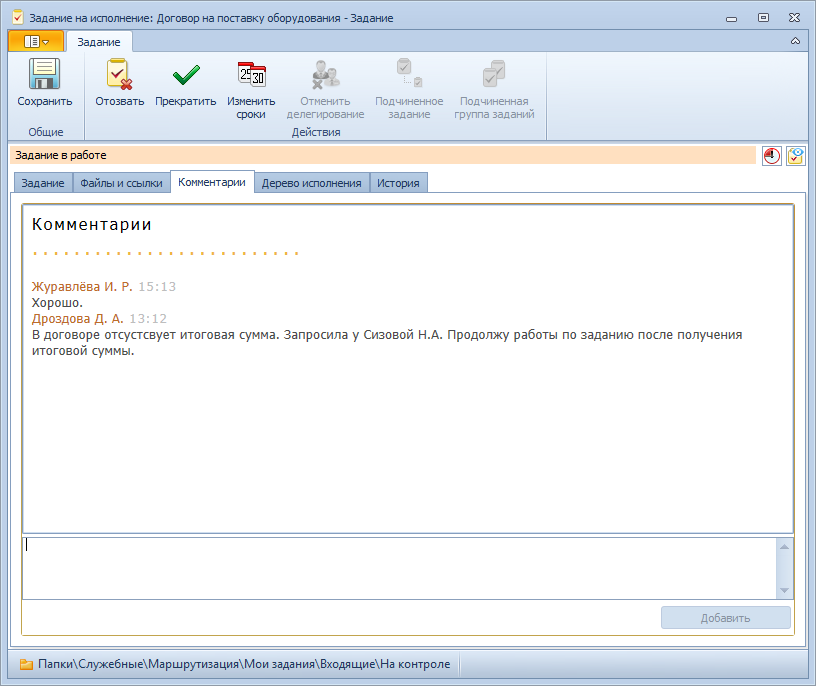 Задание на исполнение: Договор на поставку оборудования - Задание
Задание
Сохранить
Отозвать
Прекратить
Изменить
сроки
Отменить
делегирование
Подчиненное
задание
Подчиненная
группа заданий
Общие
Действия
Задание в работе
Задание
Файлы и ссылки
Комментарии
Дерево исполнения
История
Комментарии
Журавлёва И. Р. 15:13
Хорошо.
Дроздова Д. А. 13:12
В договоре отсустсвует итоговая сумма. Запросила у Сизовой Н.А. Продолжу работы по заданию после получения
итоговой суммы.
Добавить
Папки\Служебные\Маршрутизация\Мои задания\Входящие\На контроле